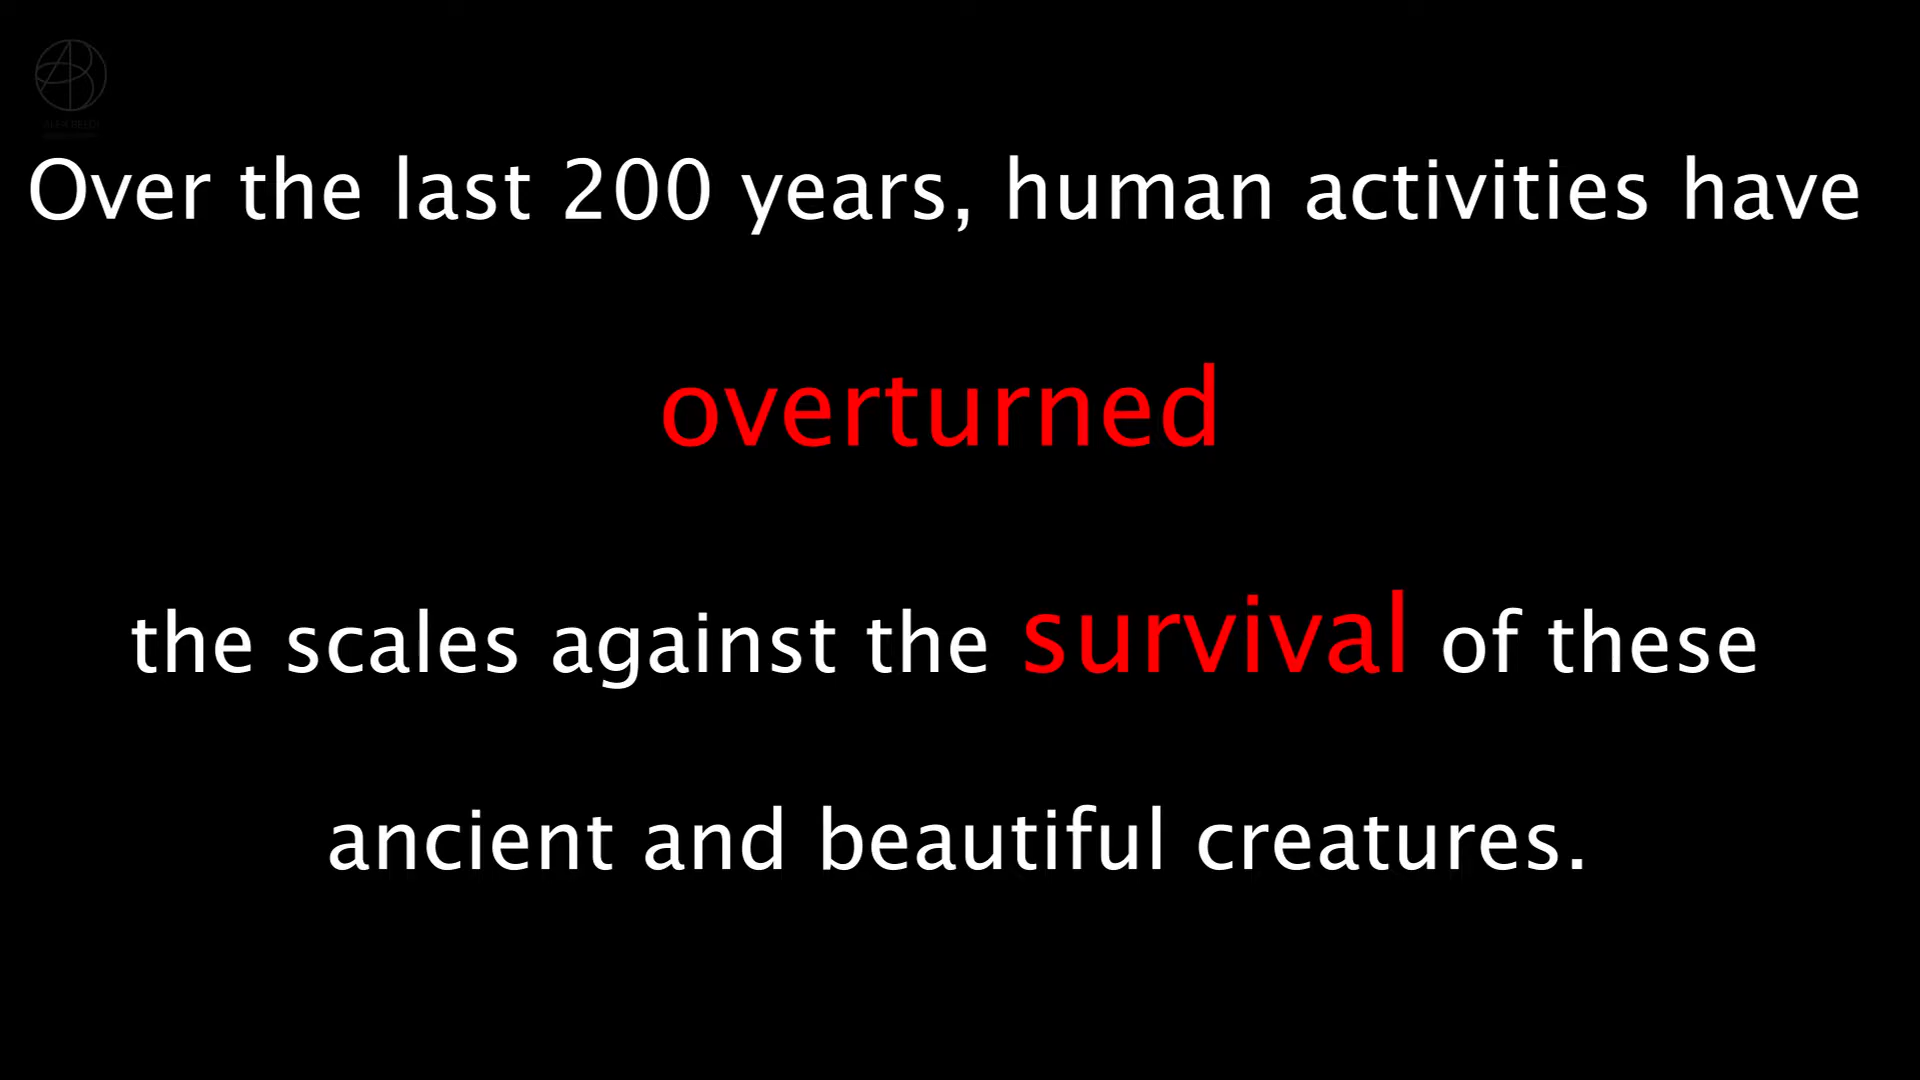 Over the last 200 years, human activities have
overturned
the scales against the survival of these
ancient and beautiful creatures.